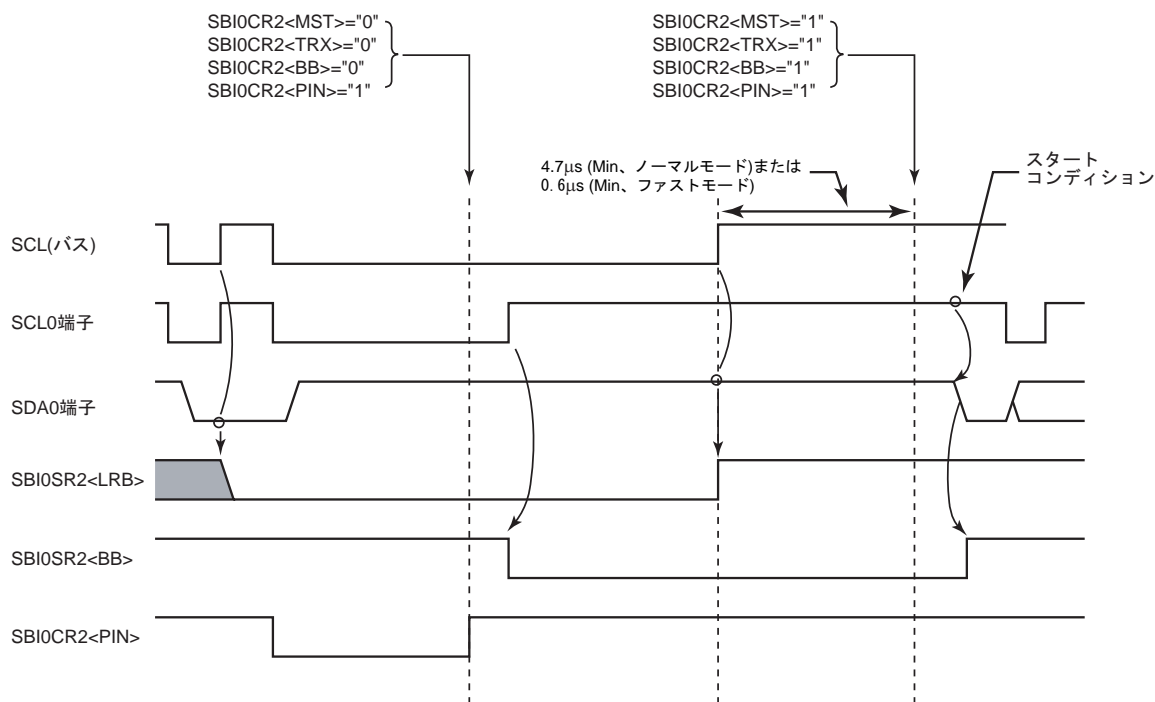 SBI0CR2<MST>="0"
SBI0CR2<TRX>="0"
SBI0CR2<BB>="0"
SBI0CR2<PIN>="1"
SBI0CR2<MST>="1"
SBI0CR2<TRX>="1"
SBI0CR2<BB>="1"
SBI0CR2<PIN>="1"
4.7μs (Min、ノーマルモード)または
0.6μs (Min、ファストモード)
スタート
コンディション
SCL(バス)
SCL0端子
SDA0端子
SBI0SR2<LRB>
SBI0SR2<BB>
SBI0CR2<PIN>